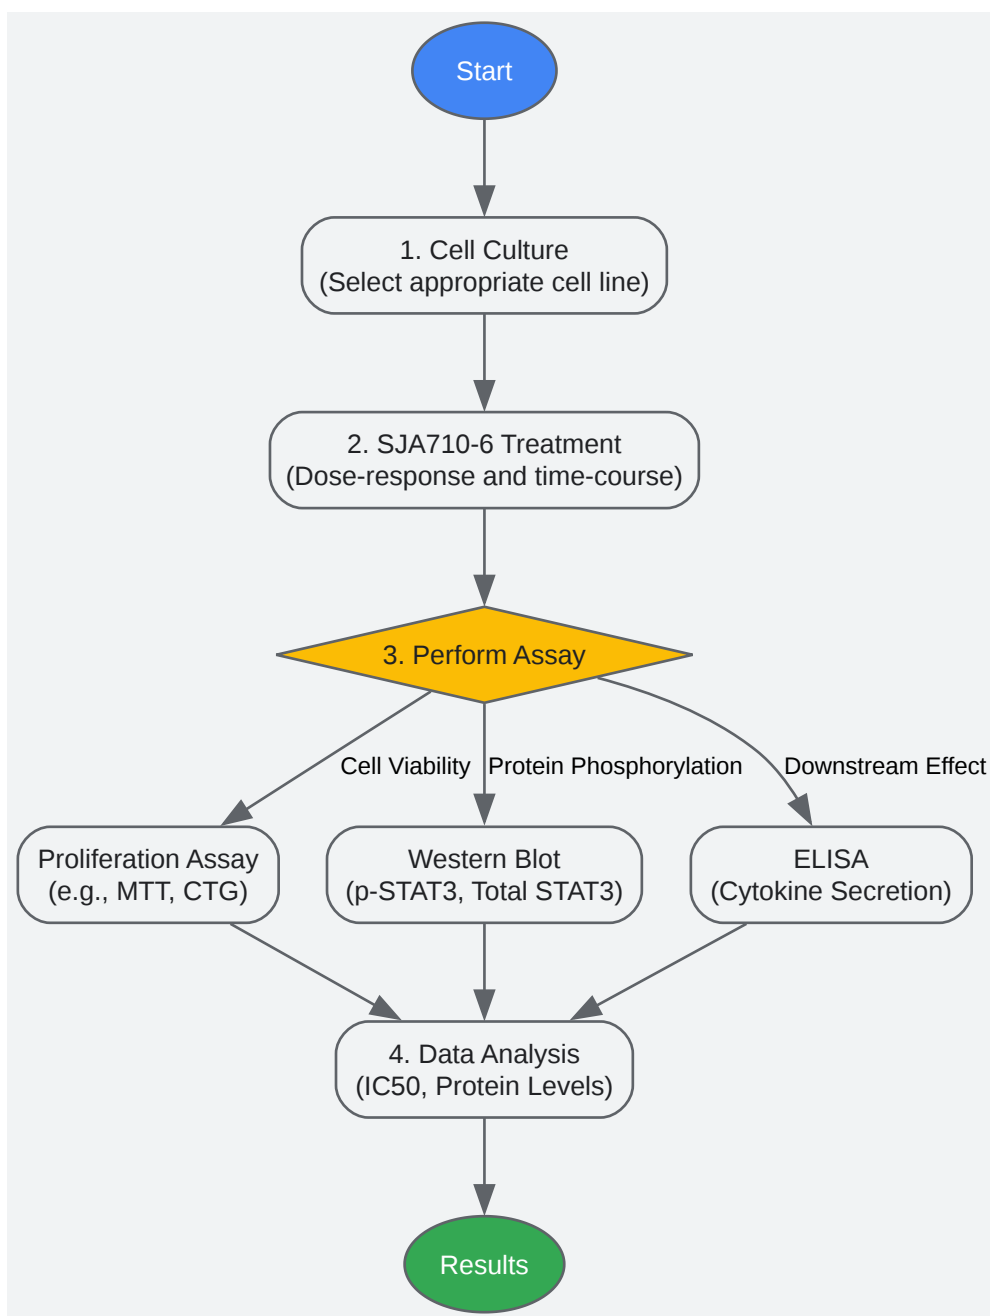 Start
1. Cell Culture
(Select appropriate cell line)
2. SJA710-6 Treatment
(Dose-response and time-course)
3. Perform Assay
Cell Viability
Protein Phosphorylation
Downstream Effect
Proliferation Assay
(e.g., MTT, CTG)
Western Blot
(p-STAT3, Total STAT3)
ELISA
(Cytokine Secretion)
4. Data Analysis
(IC50, Protein Levels)
Results